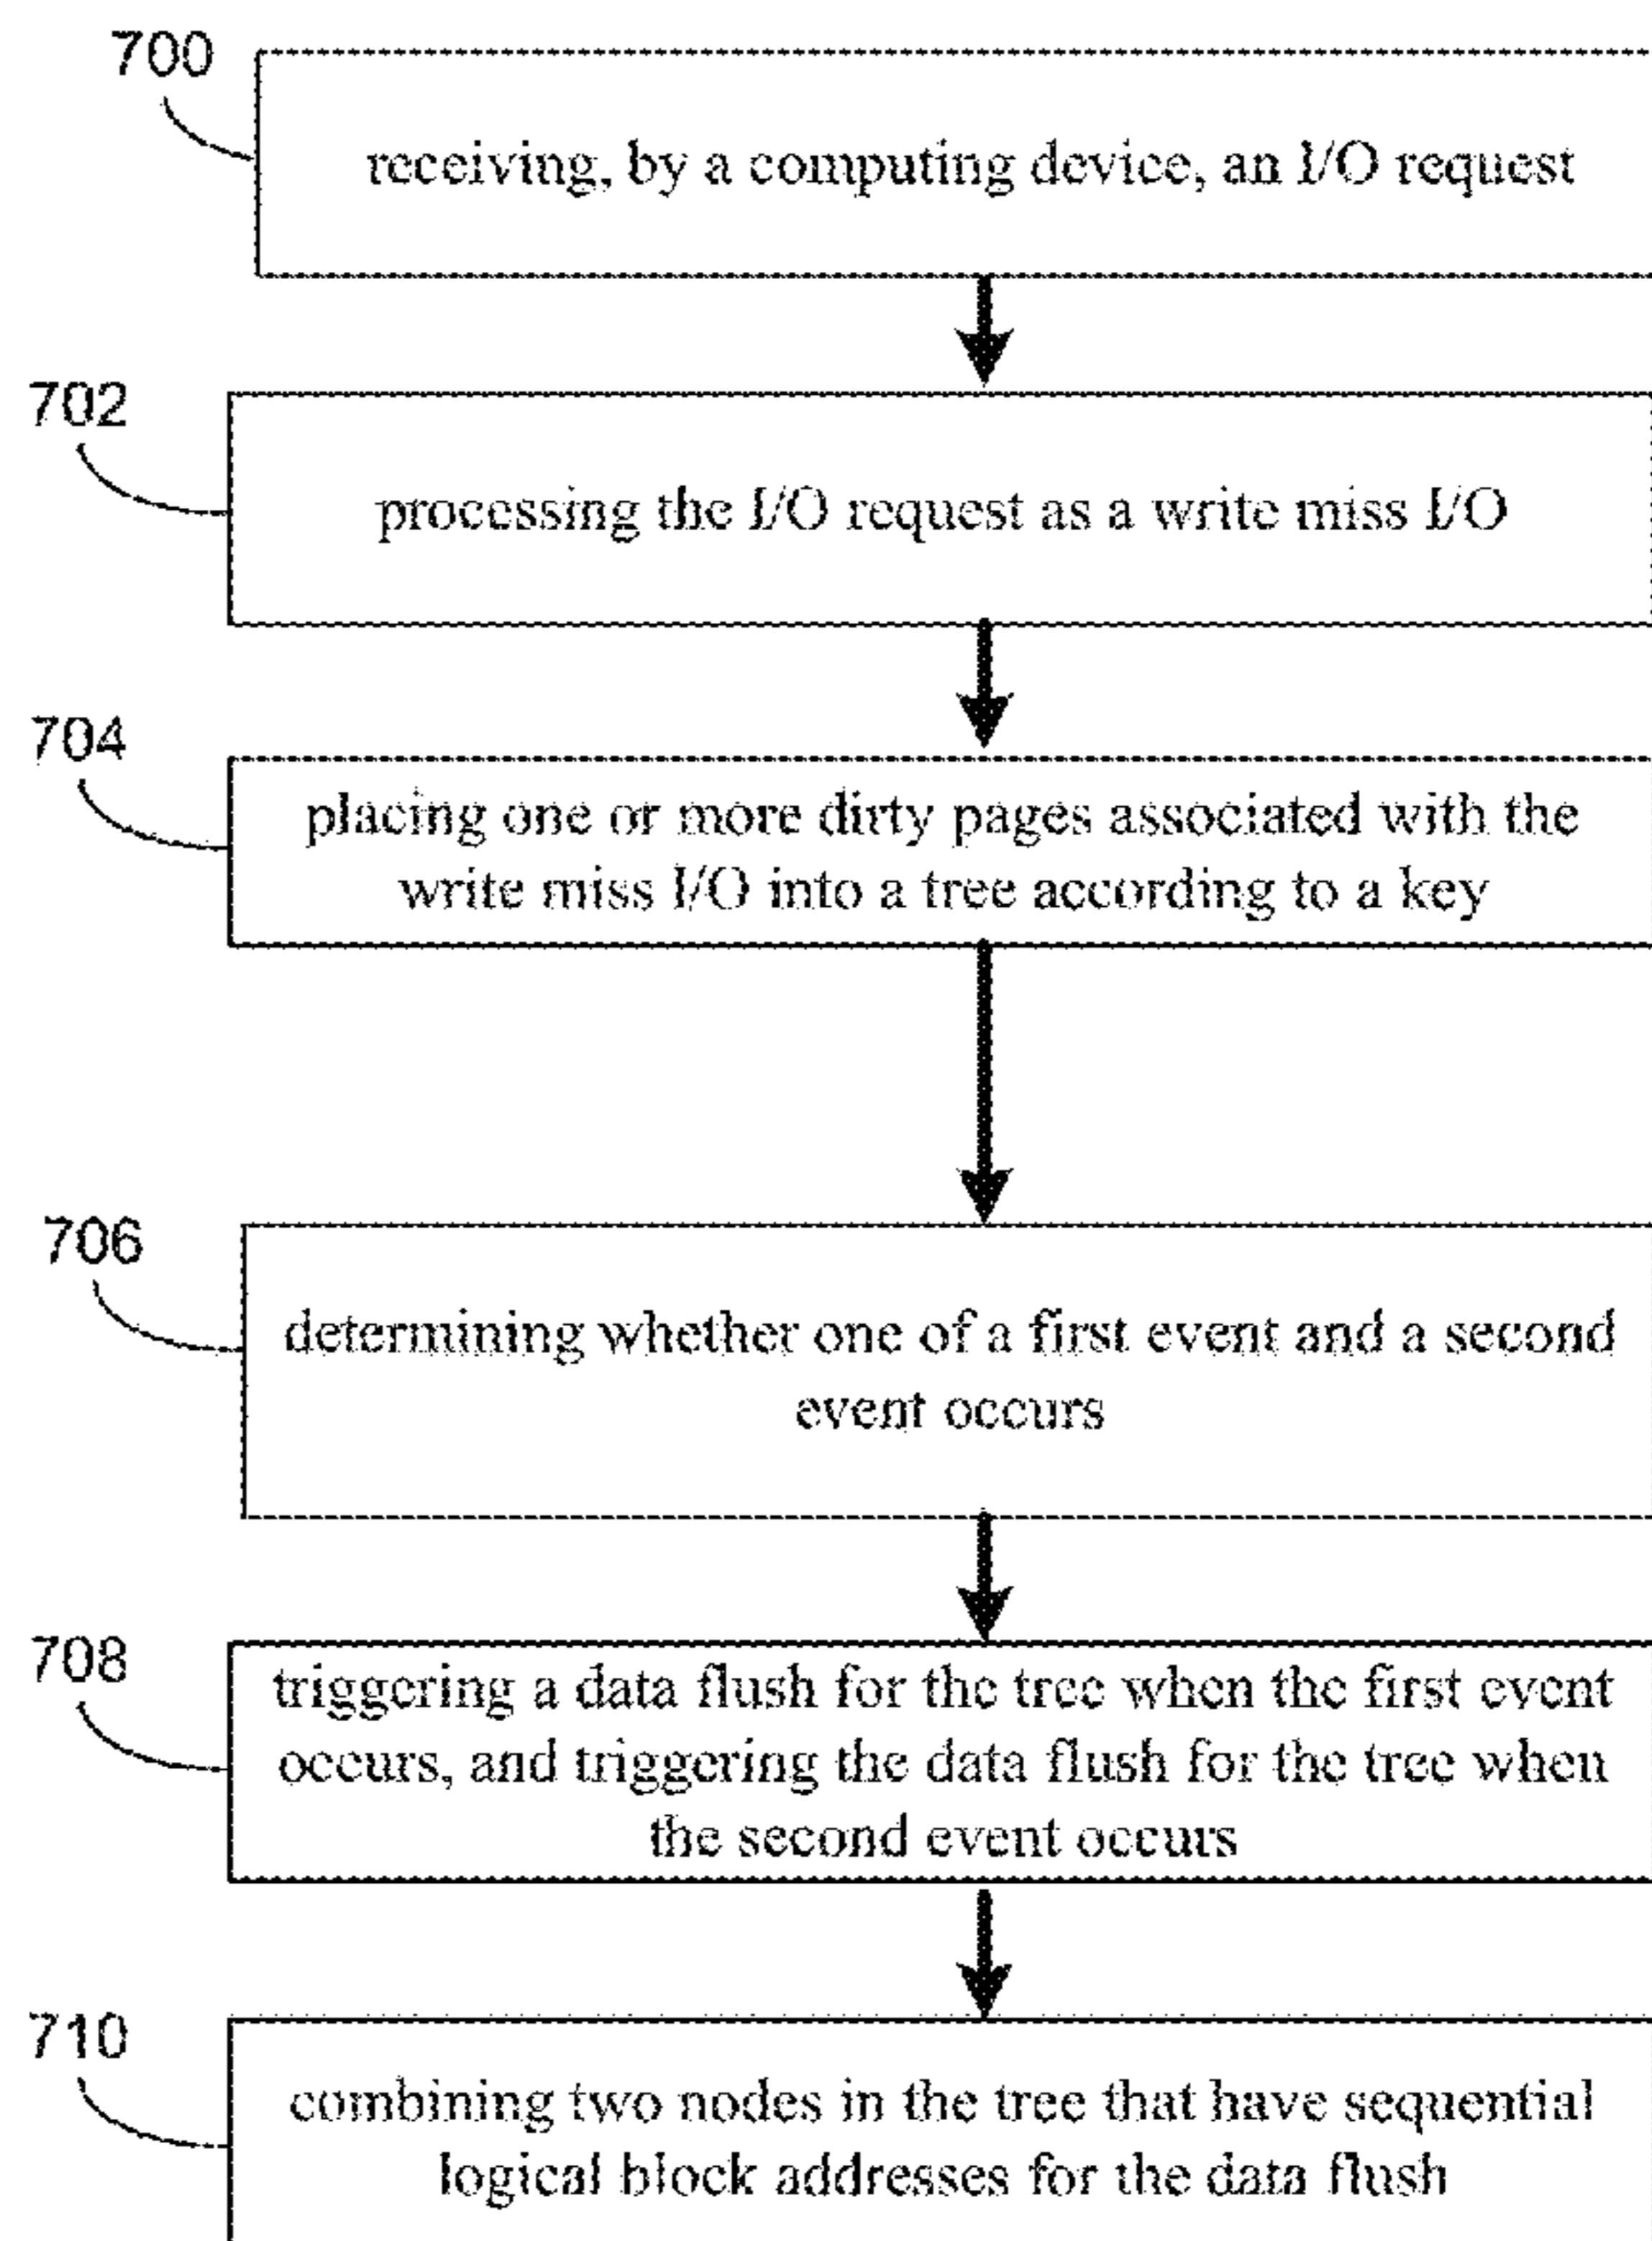 700
receiving, by a computing device, an I/O request
702
processing the I/O request as a write miss I/O
704
placing one or more dirty pages associated with the
write miss I/O into a tree according to a key
706
determining whether one of a first event and a second
event occurs
708
triggering a data flush for the tree when the first event
occurs, and triggering the data flush for the tree when
the second event occurs
710
combining two nodes in the tree that have sequential
logical block addresses for the data flush